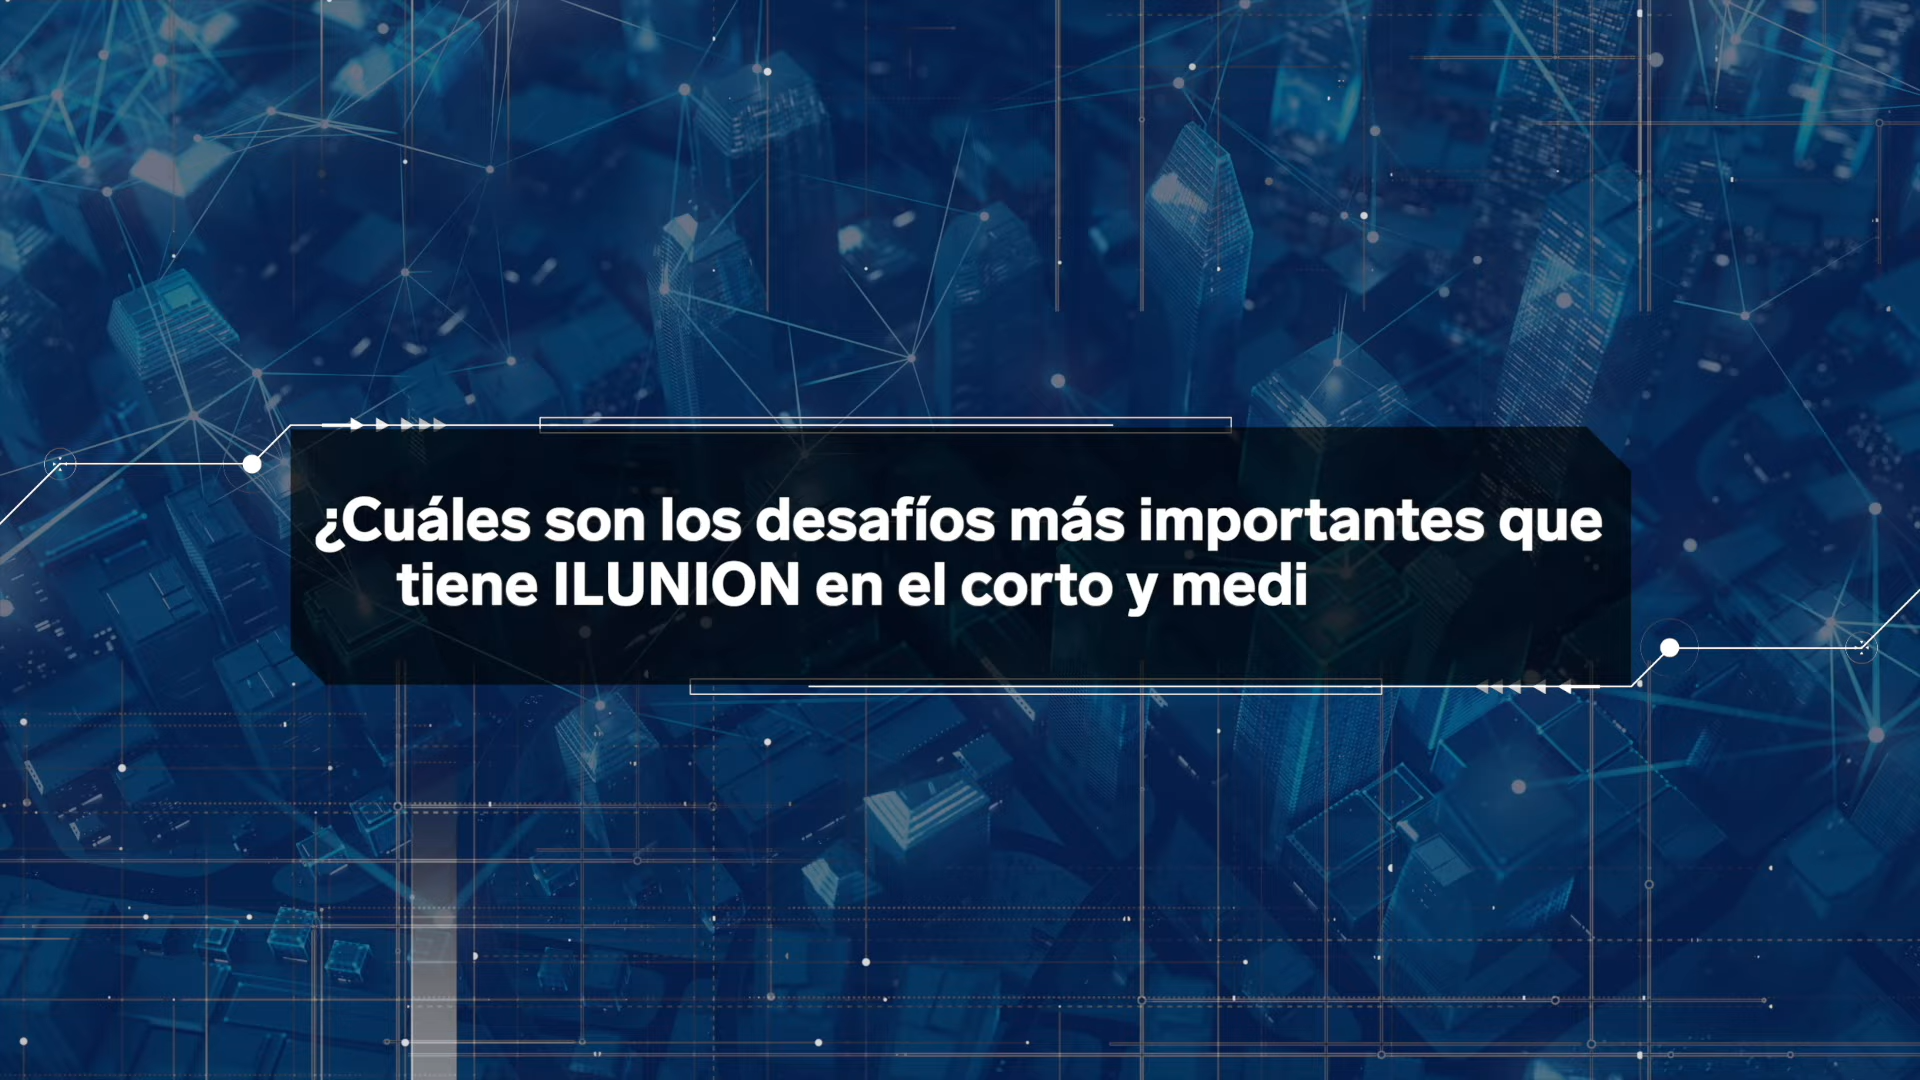 ¿Cuáles son los desafíos más importantes que
tiene ILUNION en el corto y medi